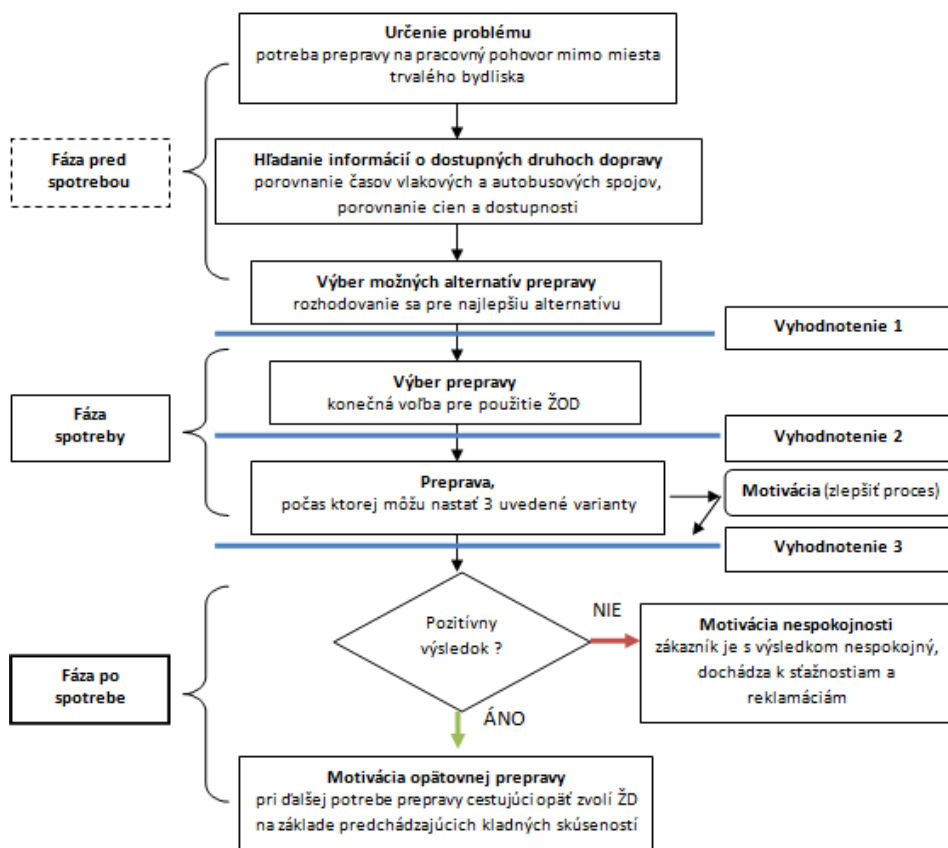 Určenie problému
potreba prepravy na pracovný pohovor mimo miesta
trvalého bydliska
Fáza pred
spotrebou
Hľadanie informácií o dostupných druhoch dopravy
porovnanie časov vlakových a autobusových spojov,
porovnanie cien a dostupnosti
Výber možných alternatív prepravy
rozhodovanie sa pre najlepšiu alternatívu
Vyhodnotenie 1
Výber prepravy
konečná voľba pre použitie ŽOD
Fáza
spotreby
Vyhodnotenie 2
Preprava,
počas ktorej môžu nastať 3 uvedené varianty
Motivácia (zlepšiť proces)
Vyhodnotenie 3
Pozitívny
výsledok ?
NIE
Motivácia nespokojnosti
zákazník je s výsledkom nespokojný,
dochádza k sťažnostiam a
reklamáciám
Fáza po
spotrebe
ÁNO
Motivácia opätovnej prepravy
pri ďalšej potrebe prepravy cestujúci opäť zvolí ŽD
na základe predchádzajúcich kladných skúseností